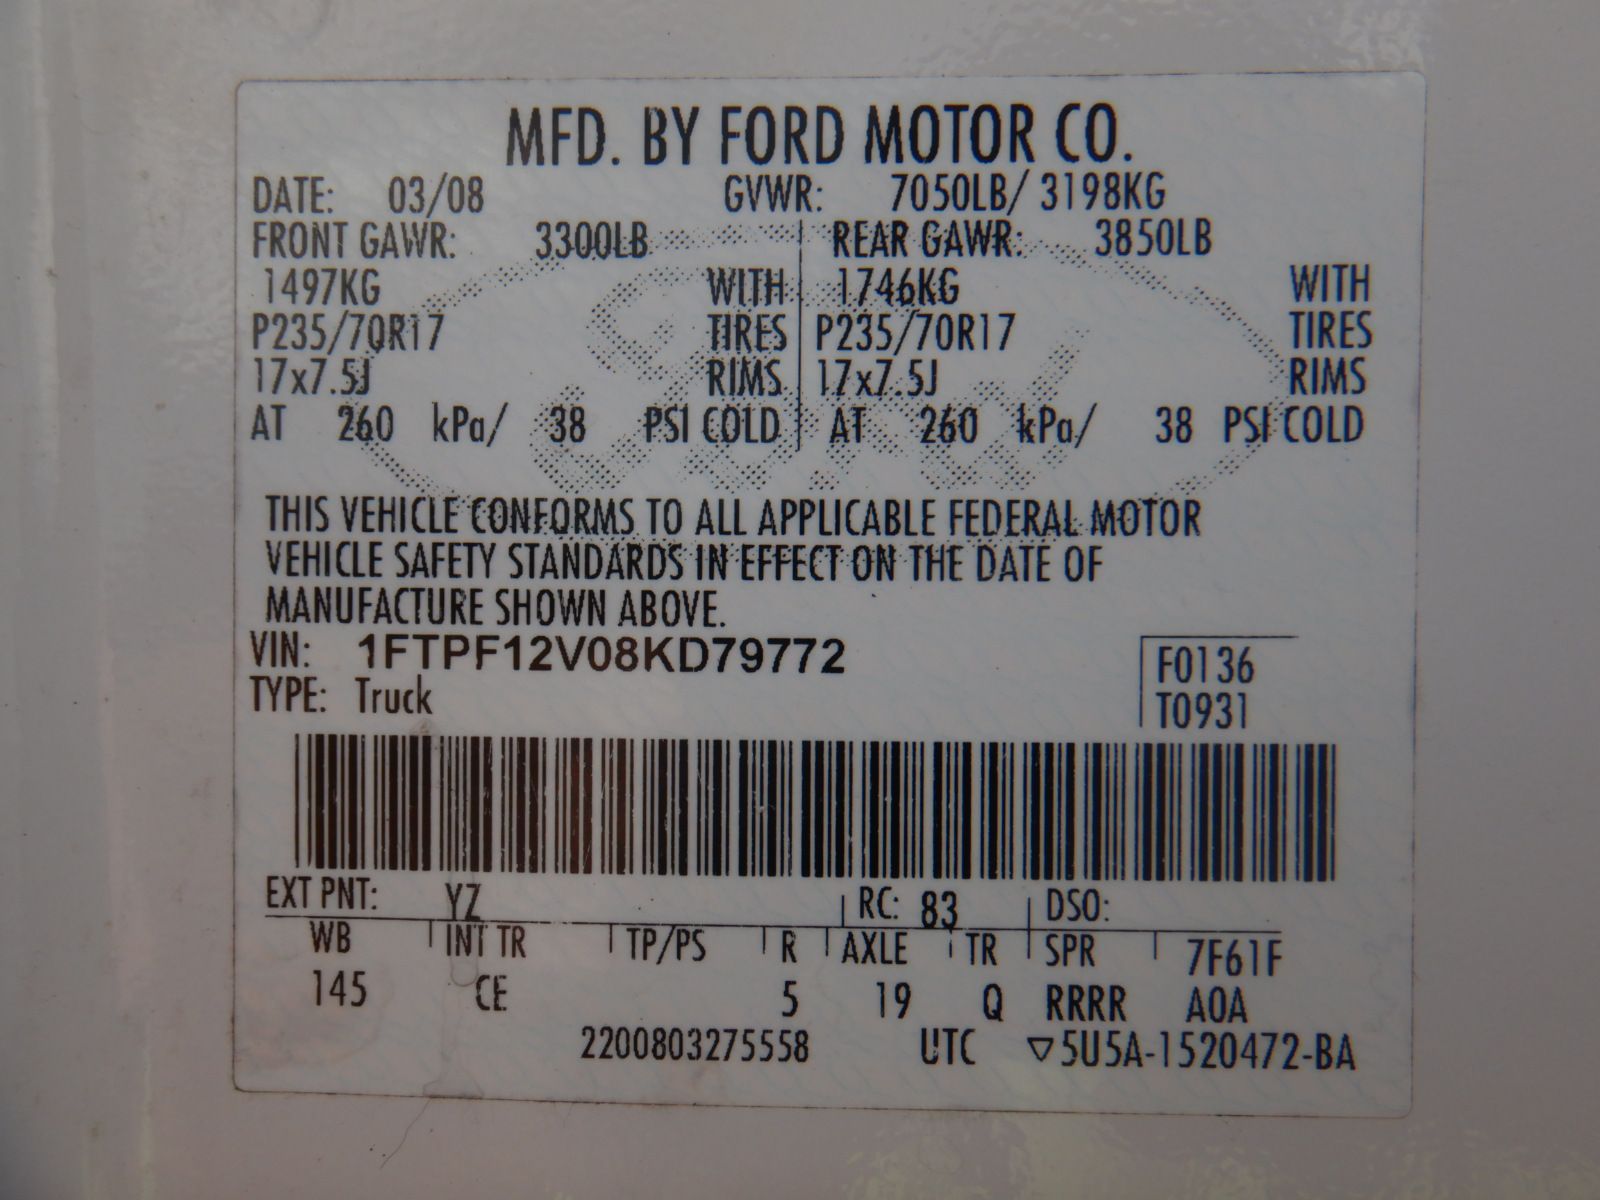 MFD. BY FORD MOTOR CO.
DATE: 03/08 GVWR: 7050LB/ 3198KG
FRONT GAWR: 3300LB REAR GAWR: 3850LB
1497KG WITH 1746KG WITH
P235/70R17 TIRES P235/70R17 TIRES
17x7.5J RIMS 17x7.5J RIMS
AT 260 kPa/ 38 PSI COLD AT 260 kPa/ 38 PSI COLD
Ford
THIS VEHICLE CONFORMS TO ALL APPLICABLE FEDERAL MOTOR
VEHICLE SAFETY STANDARDS IN EFFECT ON THE DATE OF
MANUFACTURE SHOWN ABOVE.
VIN: 1FTPF12V08KD79772 F0136
TYPE: Truck T0931
EXT PNT: YZ RC: 83 DSO:
WB INT TR TP/PS R AXLE TR SPR 7F61F
145 CE 5 19 Q RRRR A0A
2200803275558 UTC ▽5U5A-1520472-BA